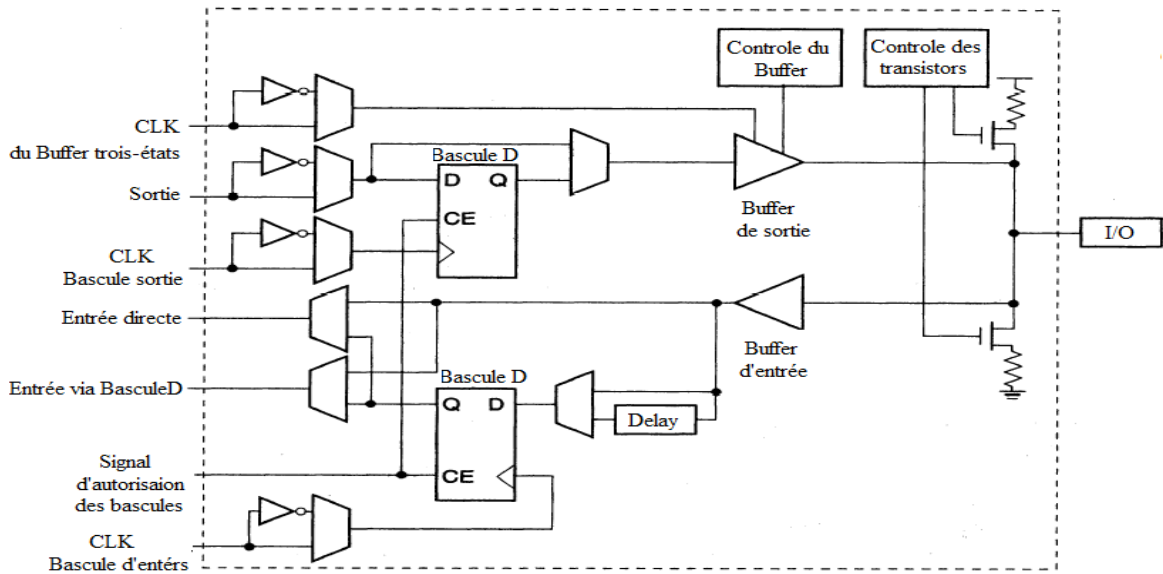 Controle du
Buffer
Controle des
transistors
CLK
du Buffer trois-états
Bascule D
D Q
CE
Sortie
Buffer
de sortie
I/O
CLK
Bascule sortie
Entrée directe
Buffer
d'entrée
Entrée via BasculeD
Bascule D
Q D
Delay
CE
Signal
d'autorisaion
des bascules
CLK
Bascule d'entérs